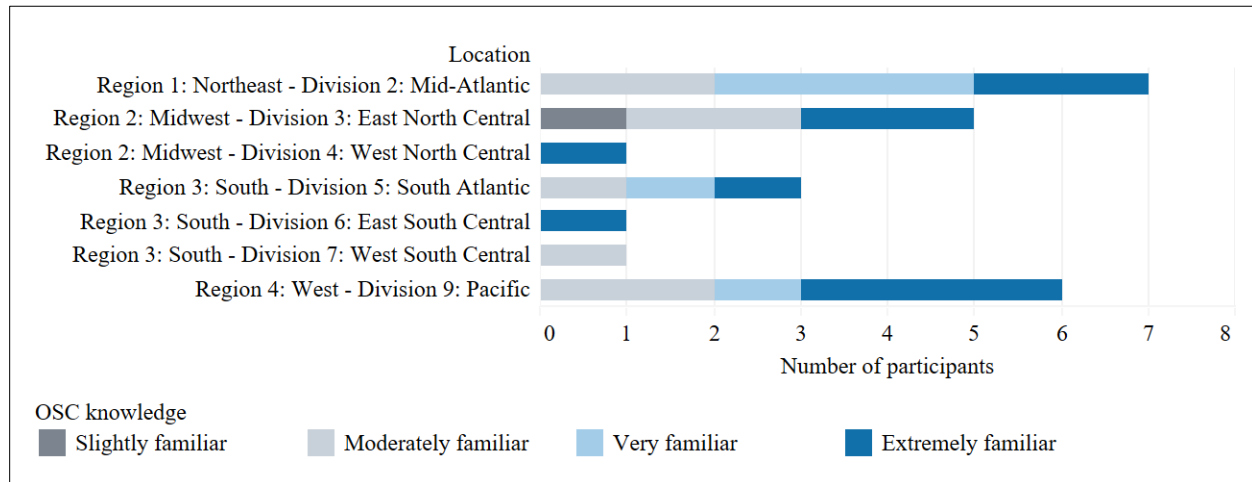 Location
Region 1: Northeast - Division 2: Mid-Atlantic
Region 2: Midwest - Division 3: East North Central
Region 2: Midwest - Division 4: West North Central
Region 3: South - Division 5: South Atlantic
Region 3: South - Division 6: East South Central
Region 3: South - Division 7: West South Central
Region 4: West - Division 9: Pacific
0 1 2 3 4 5 6 7 8
Number of participants
OSC knowledge
Slightly familiar Moderately familiar Very familiar Extremely familiar